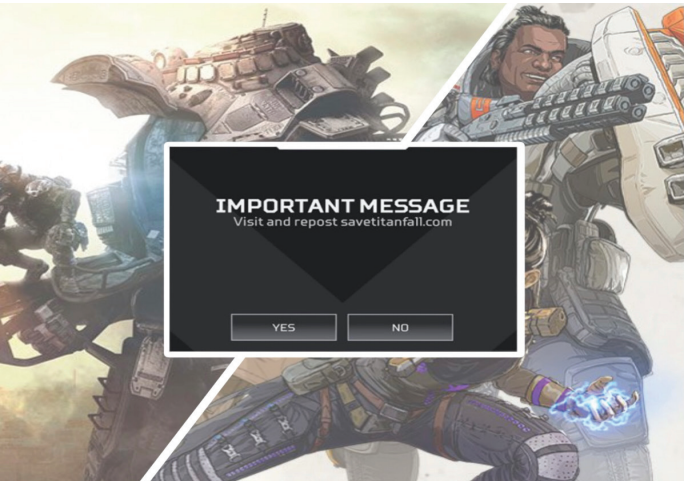 IMPORTANT MESSAGE
Visit and repost savetitanfall.com
YES
NO